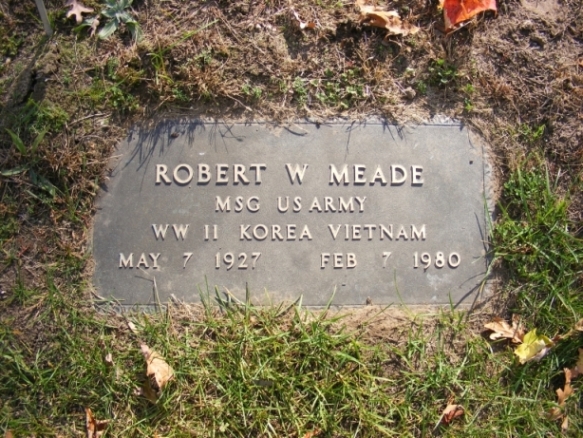 ROBERT W MEADE
MSG US ARMY
WW II KOREA VIETNAM
MAY 7 1927 FEB 7 1980